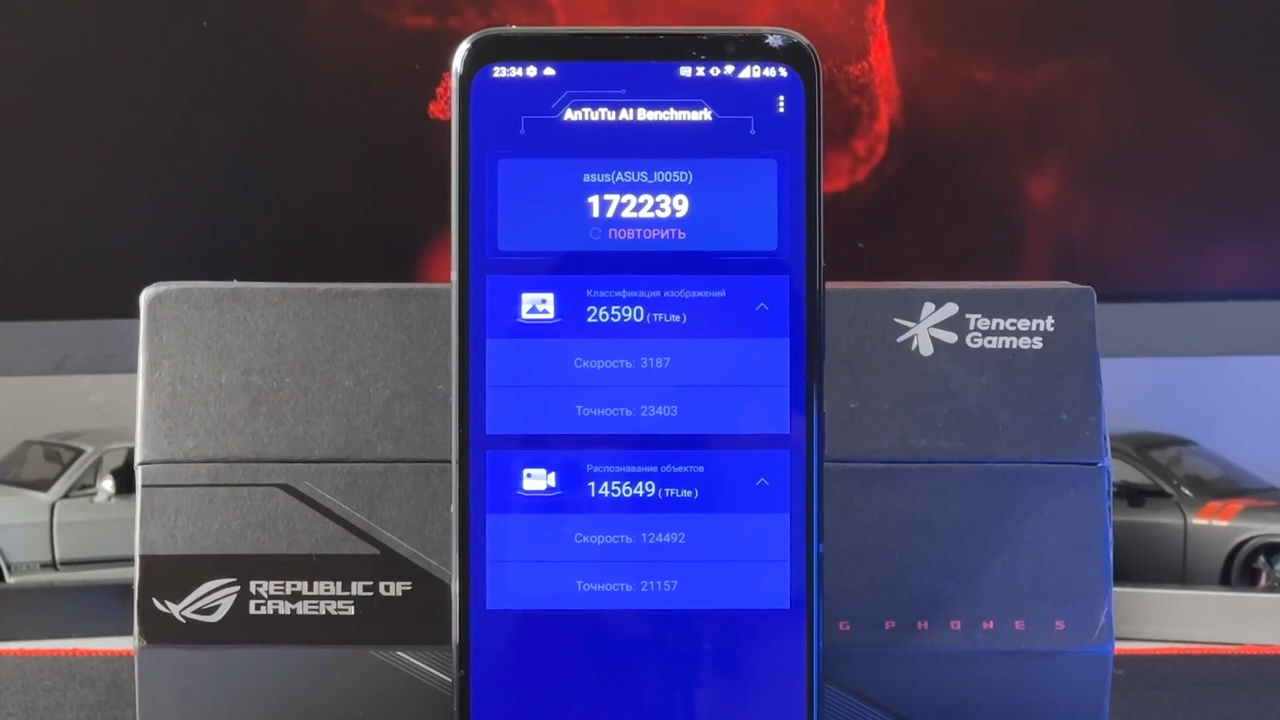 23:34
46 %
AnTuTu AI Benchmark
asus(ASUS_I005D)
172239
ПОВТОРИТЬ
Классификация изображений
26590 ( TFLite )
Скорость: 3187
Точность: 23403
Распознавание объектов
145649 ( TFLite )
Скорость: 124492
Точность: 21157
Tencent
Games
REPUBLIC OF
GAMERS
G PHONES